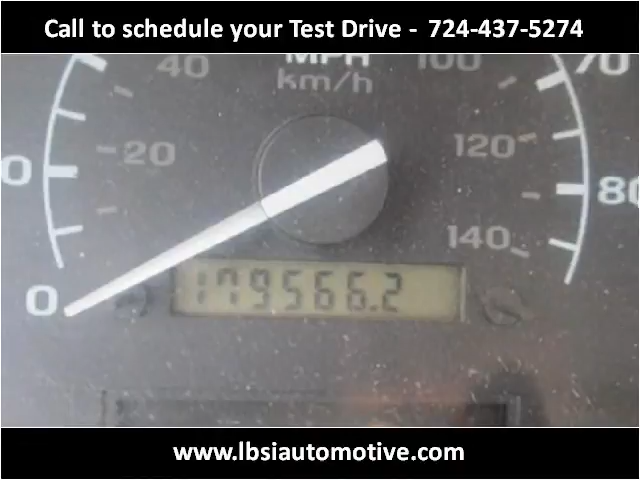 Call to schedule your Test Drive - 724-437-5274
40 MPH 100 70
km/h
0 20 120 80
140
0 179566.2
www.lbsiautomotive.com